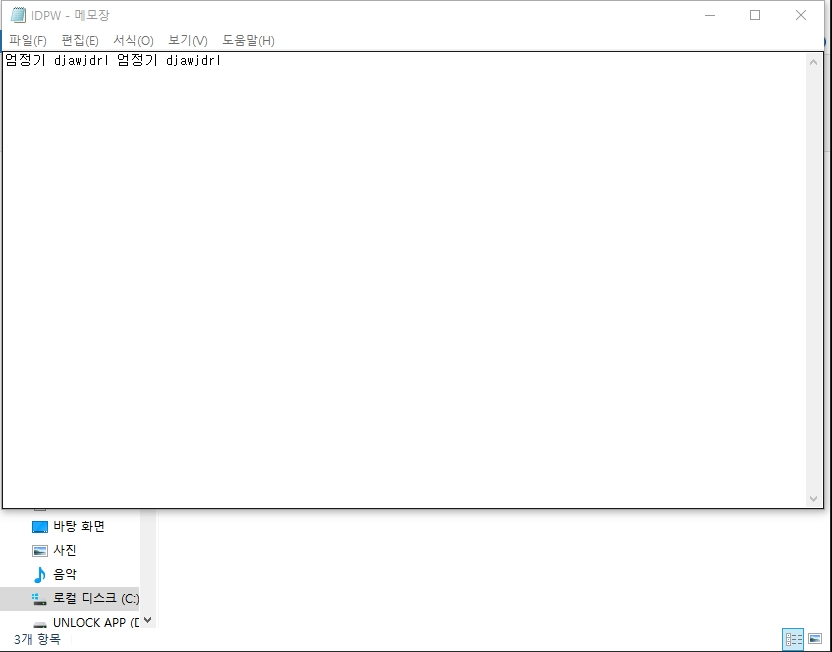 IDPW - 메모장
파일(F) 편집(E) 서식(O) 보기(V) 도움말(H)
엄정기 djawjdrl 엄정기 djawjdrl
바탕 화면
사진
음악
로컬 디스크 (C:)
UNLOCK APP (D
3개 항목